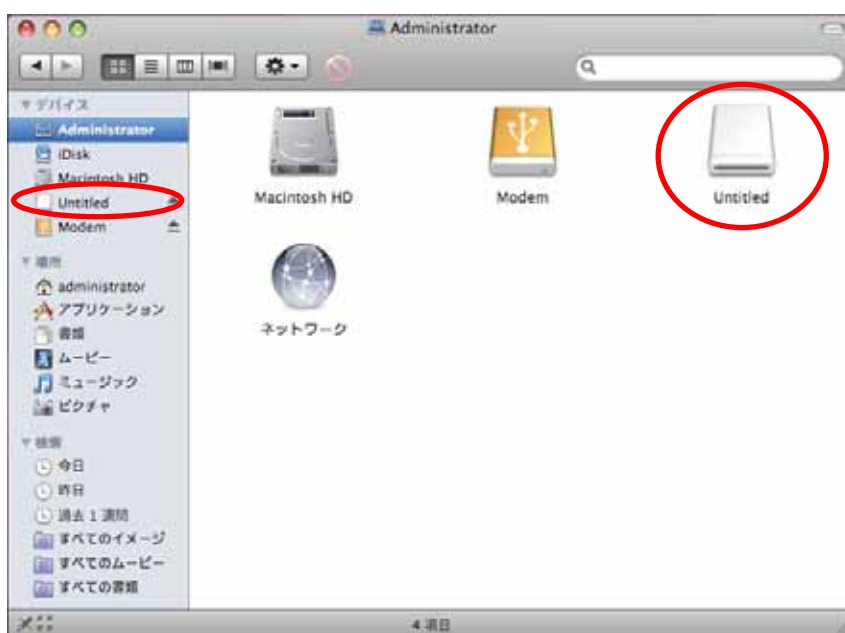 Administrator
デバイス
Administrator
iDisk
Macintosh HD
Untitled
Modem
場所
administrator
アプリケーション
書類
ムービー
ミュージック
ピクチャ
検索
今日
昨日
過去 1 週間
すべてのイメージ
すべてのムービー
すべての書類
Macintosh HD
Modem
Untitled
ネットワーク
4 項目